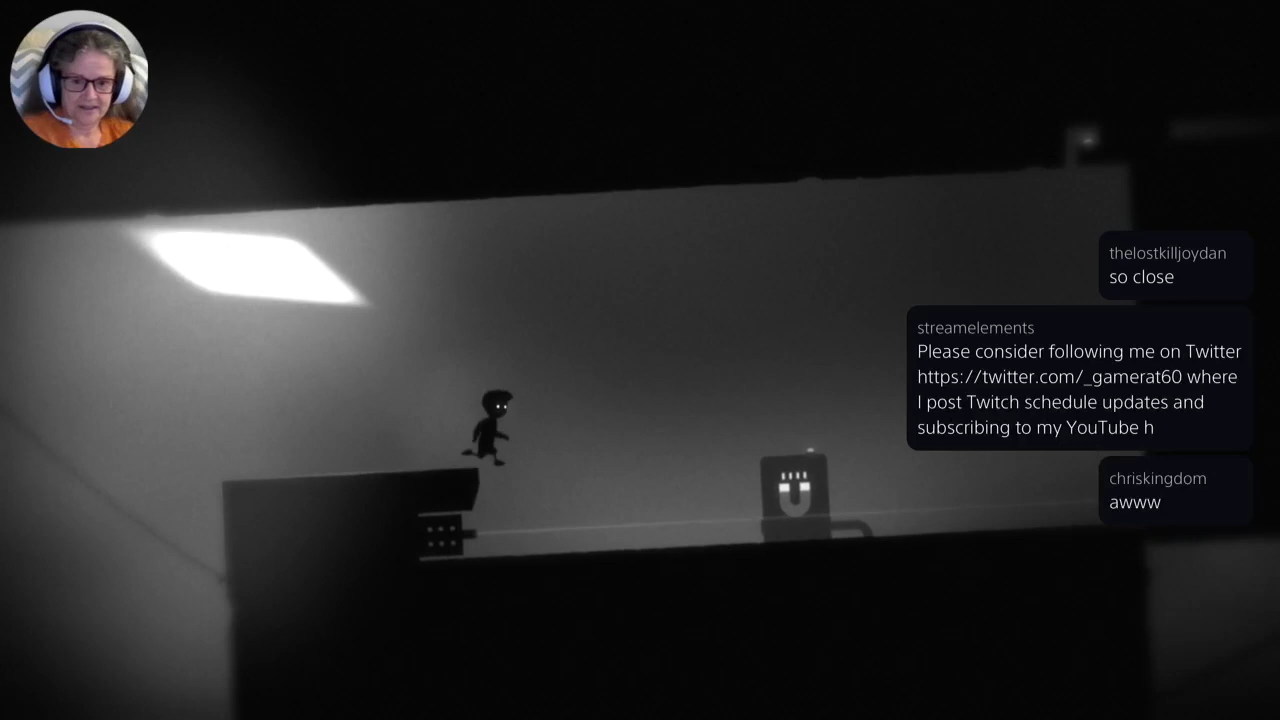 thelostkilljoydan
so close
streamelements
Please consider following me on Twitter
https://twitter.com/_gamerat60 where
I post Twitch schedule updates and
subscribing to my YouTube h
chriskingdom
awww